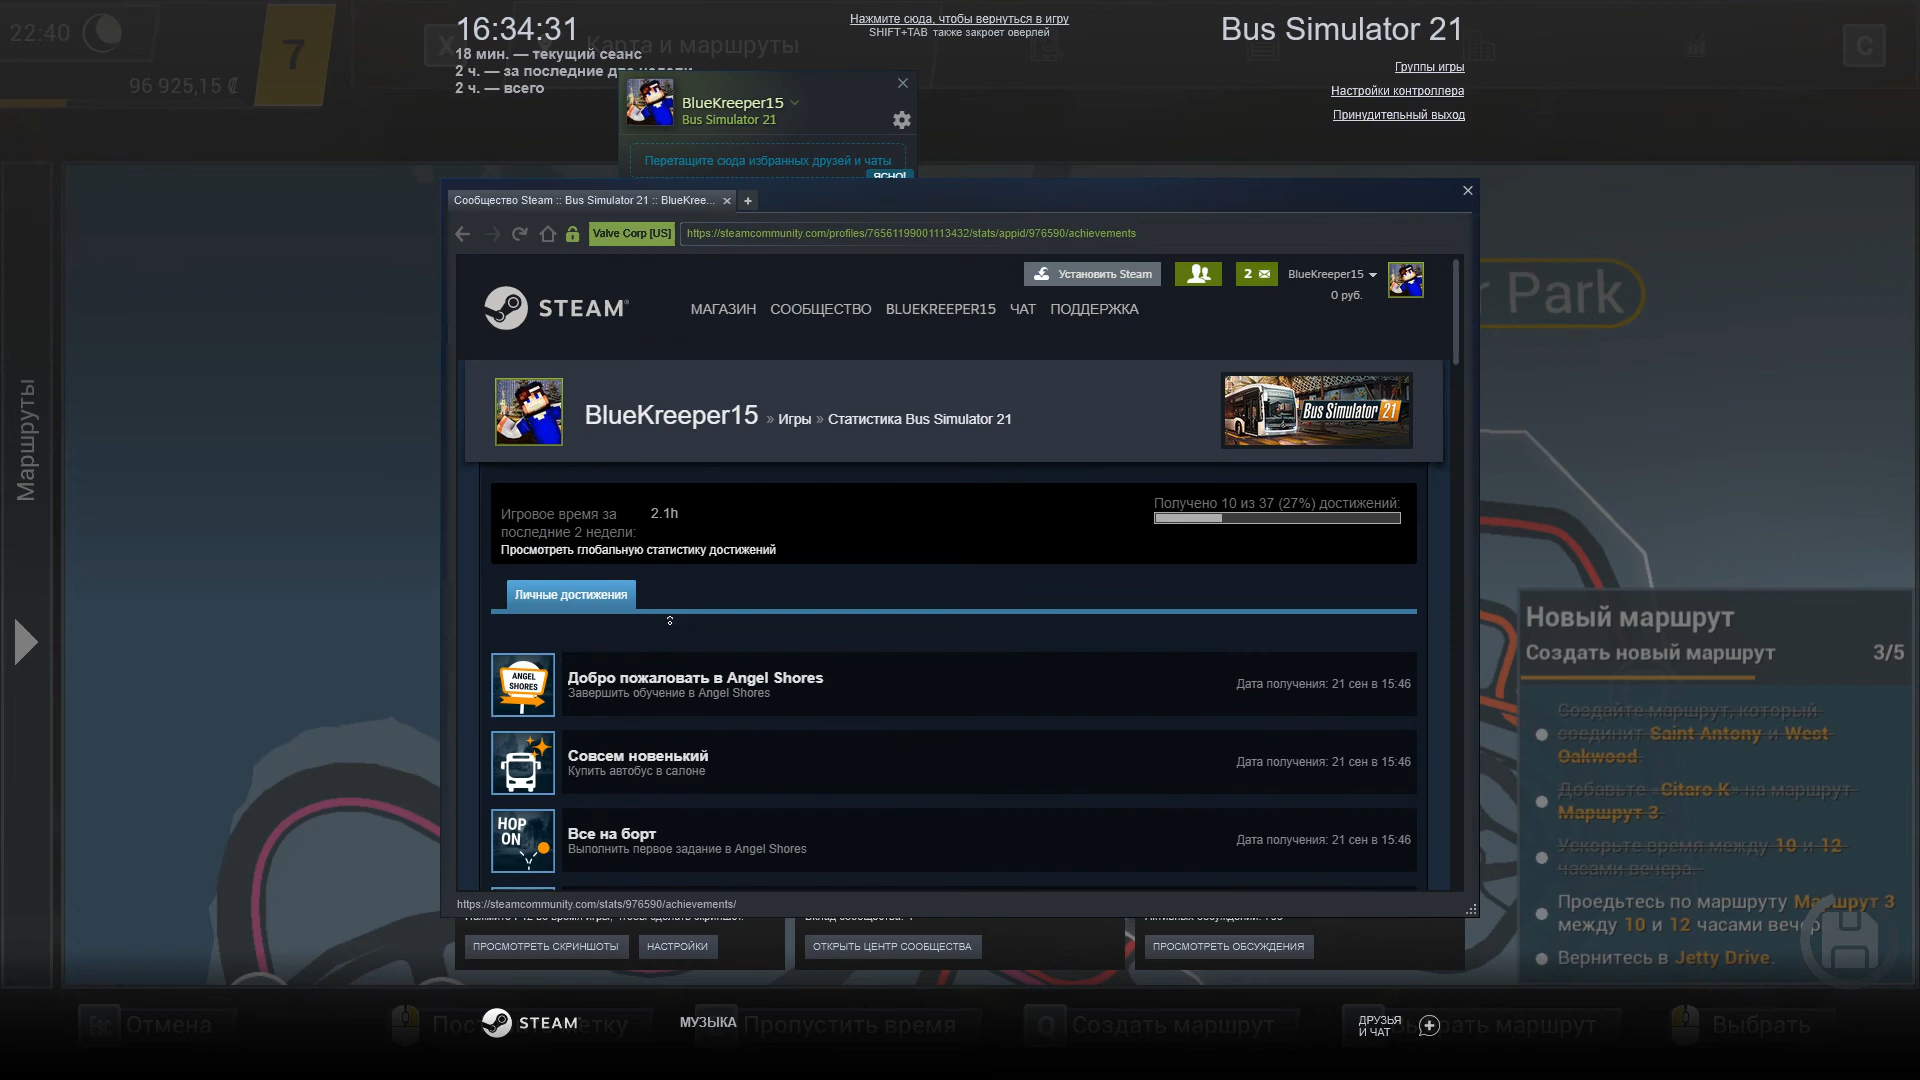 22:40
96 925,15 ₡
7
X
Карта и маршруты
C
16:34:31
18 мин. — текущий сеанс
2 ч. — за последние две недели
2 ч. — всего
Нажмите сюда, чтобы вернуться в игру
SHIFT+TAB также закроет оверлей
Bus Simulator 21
Группы игры
Настройки контроллера
Принудительный выход
BlueKreeper15
Bus Simulator 21
Перетащите сюда избранных друзей и чаты
ЯСНО!
Сообщество Steam :: Bus Simulator 21 :: BlueKree...
Valve Corp [US]
https://steamcommunity.com/profiles/76561199001113432/stats/appid/976590/achievements
Установить Steam
2
BlueKreeper15
0 руб.
STEAM
МАГАЗИН СООБЩЕСТВО BLUEKREEPER15 ЧАТ ПОДДЕРЖКА
BlueKreeper15 » Игры » Статистика Bus Simulator 21
Bus Simulator 21
Игровое время за последние 2 недели:
2.1h
Просмотреть глобальную статистику достижений
Получено 10 из 37 (27%) достижений:
Личные достижения
ANGEL SHORES
Добро пожаловать в Angel Shores
Завершить обучение в Angel Shores
Дата получения: 21 сен в 15:46
Совсем новенький
Купить автобус в салоне
Дата получения: 21 сен в 15:46
HOP ON
Все на борт
Выполнить первое задание в Angel Shores
Дата получения: 21 сен в 15:46
https://steamcommunity.com/stats/976590/achievements/
ПРОСМОТРЕТЬ СКРИНШОТЫ
НАСТРОЙКИ
ОТКРЫТЬ ЦЕНТР СООБЩЕСТВА
ПРОСМОТРЕТЬ ОБСУЖДЕНИЯ
Маршруты
Park
Новый маршрут
Создать новый маршрут 3/5
Создайте маршрут, который
соединит Saint Antony и West
Oakwood.
Добавьте «Citaro K» на маршрут
Маршрут 3.
Ускорьте время между 10 и 12
часами вечера.
Проедьтесь по маршруту Маршрут 3
между 10 и 12 часами
Вернитесь в Jetty Drive.
Esc Отмена
STEAM
МУЗЫКА
Пропустить время
Q Создать маршрут
ДРУЗЬЯ
И ЧАТ
маршрут
Выбрать